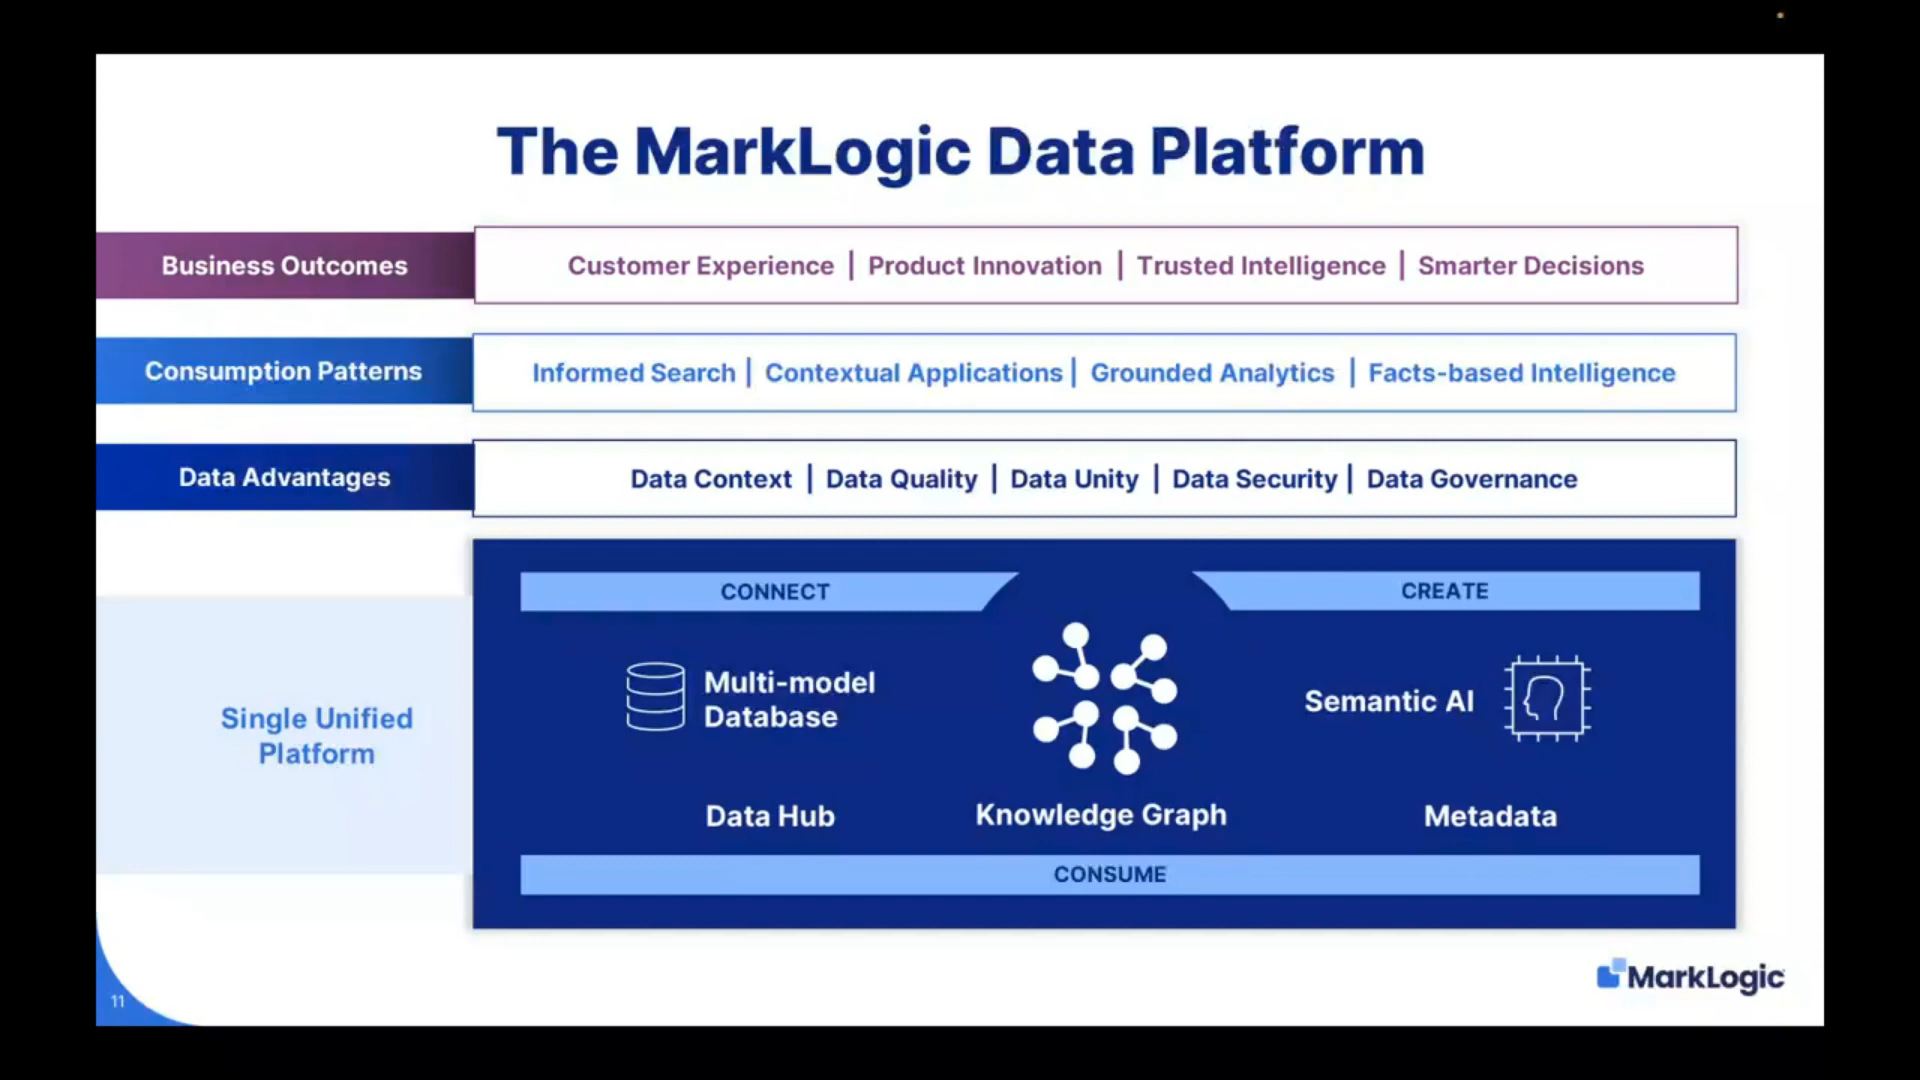 The MarkLogic Data Platform
Business Outcomes
Customer Experience | Product Innovation | Trusted Intelligence | Smarter Decisions
Consumption Patterns
Informed Search | Contextual Applications | Grounded Analytics | Facts-based Intelligence
Data Advantages
Data Context | Data Quality | Data Unity | Data Security | Data Governance
Single Unified
Platform
CONNECT
CREATE
Multi-model
Database
Semantic AI
Data Hub
Knowledge Graph
Metadata
CONSUME
11
MarkLogic